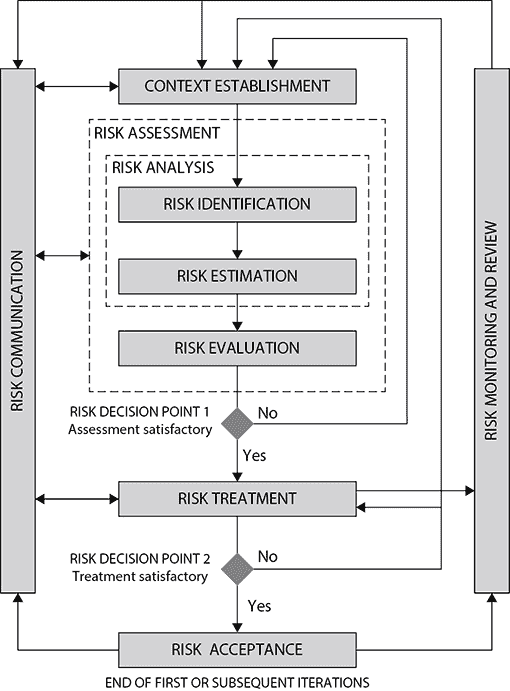 CONTEXT ESTABLISHMENT
RISK ASSESSMENT
RISK ANALYSIS
RISK IDENTIFICATION
RISK ESTIMATION
RISK EVALUATION
RISK COMMUNICATION
RISK MONITORING AND REVIEW
RISK DECISION POINT 1
Assessment satisfactory
No
Yes
RISK TREATMENT
RISK DECISION POINT 2
Treatment satisfactory
No
Yes
RISK ACCEPTANCE
END OF FIRST OR SUBSEQUENT ITERATIONS